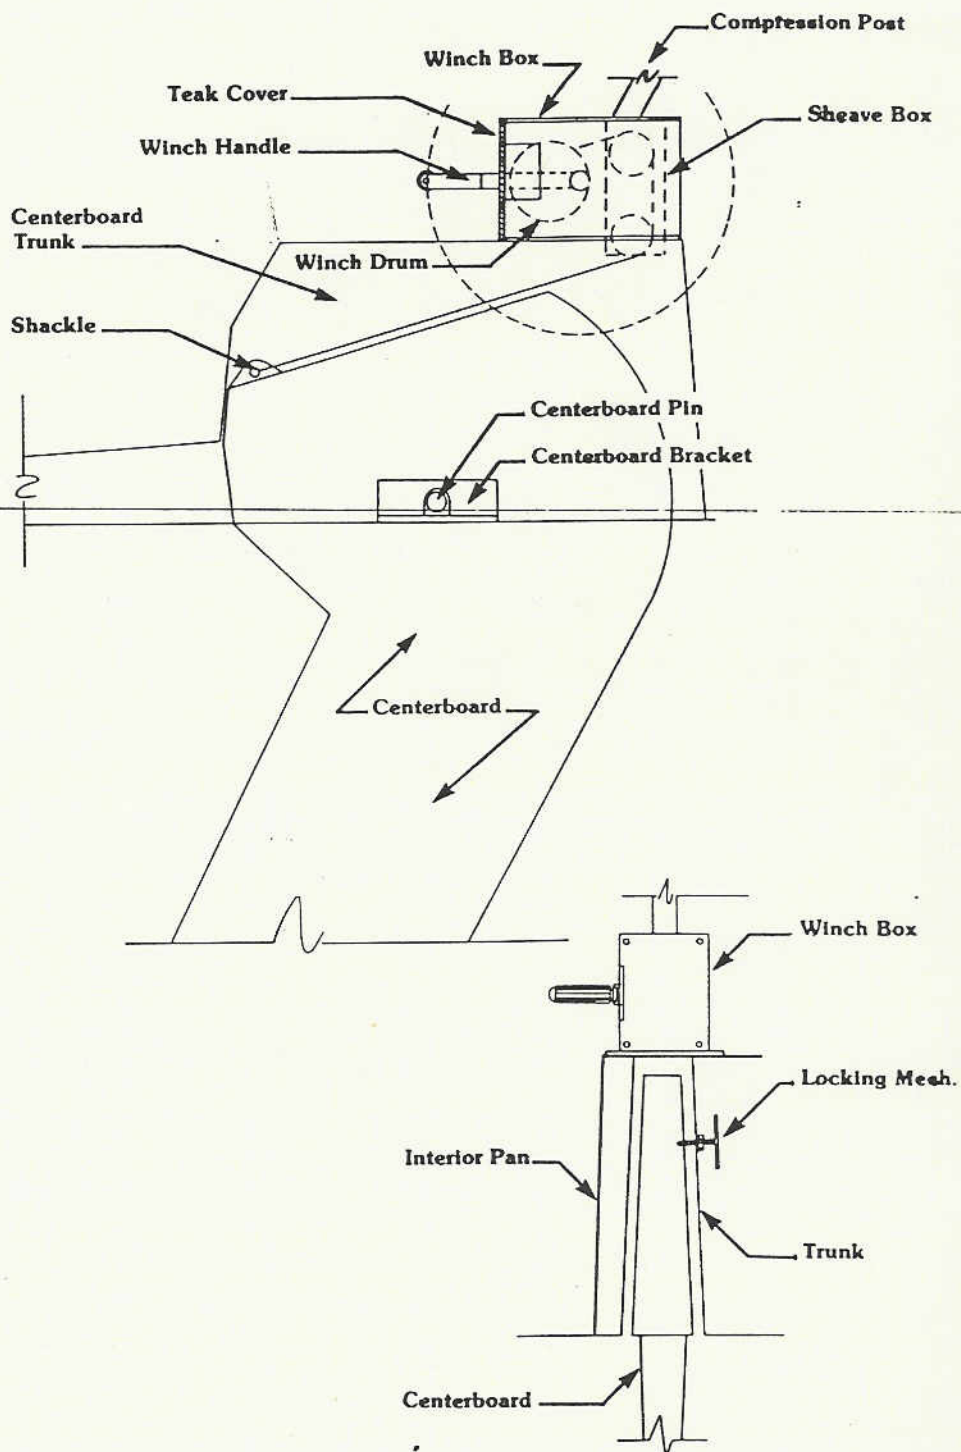 Compression Post
Winch Box
Teak Cover
Sheave Box
Winch Handle
Centerboard
Trunk
Winch Drum
Shackle
Centerboard Pin
Centerboard Bracket
Centerboard
Winch Box
Locking Mech.
Interior Pan
Trunk
Centerboard